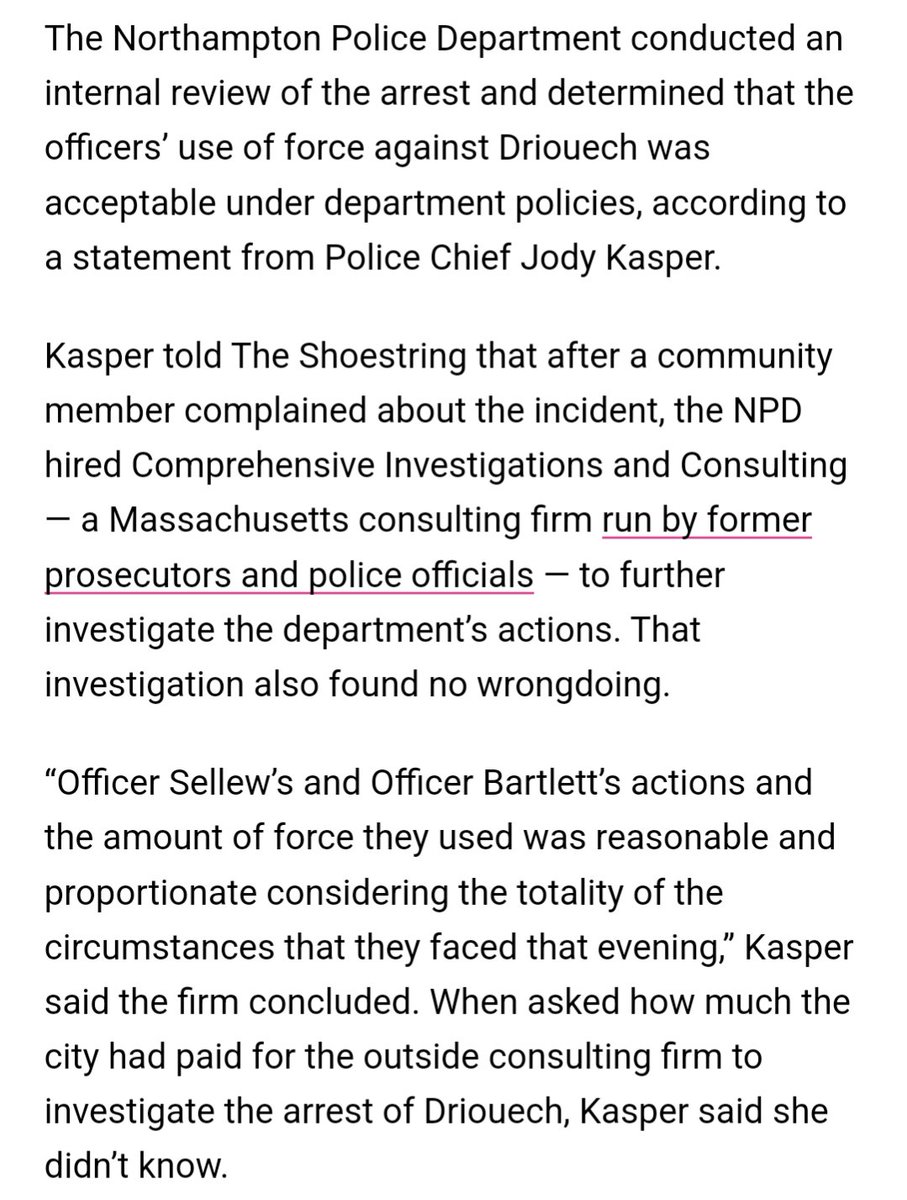 The Northampton Police Department conducted an
internal review of the arrest and determined that the
officers’ use of force against Driouech was
acceptable under department policies, according to
a statement from Police Chief Jody Kasper.
Kasper told The Shoestring that after a community
member complained about the incident, the NPD
hired Comprehensive Investigations and Consulting
— a Massachusetts consulting firm run by former
prosecutors and police officials — to further
investigate the department’s actions. That
investigation also found no wrongdoing.
“Officer Sellew’s and Officer Bartlett’s actions and
the amount of force they used was reasonable and
proportionate considering the totality of the
circumstances that they faced that evening,” Kasper
said the firm concluded. When asked how much the
city had paid for the outside consulting firm to
investigate the arrest of Driouech, Kasper said she
didn’t know.